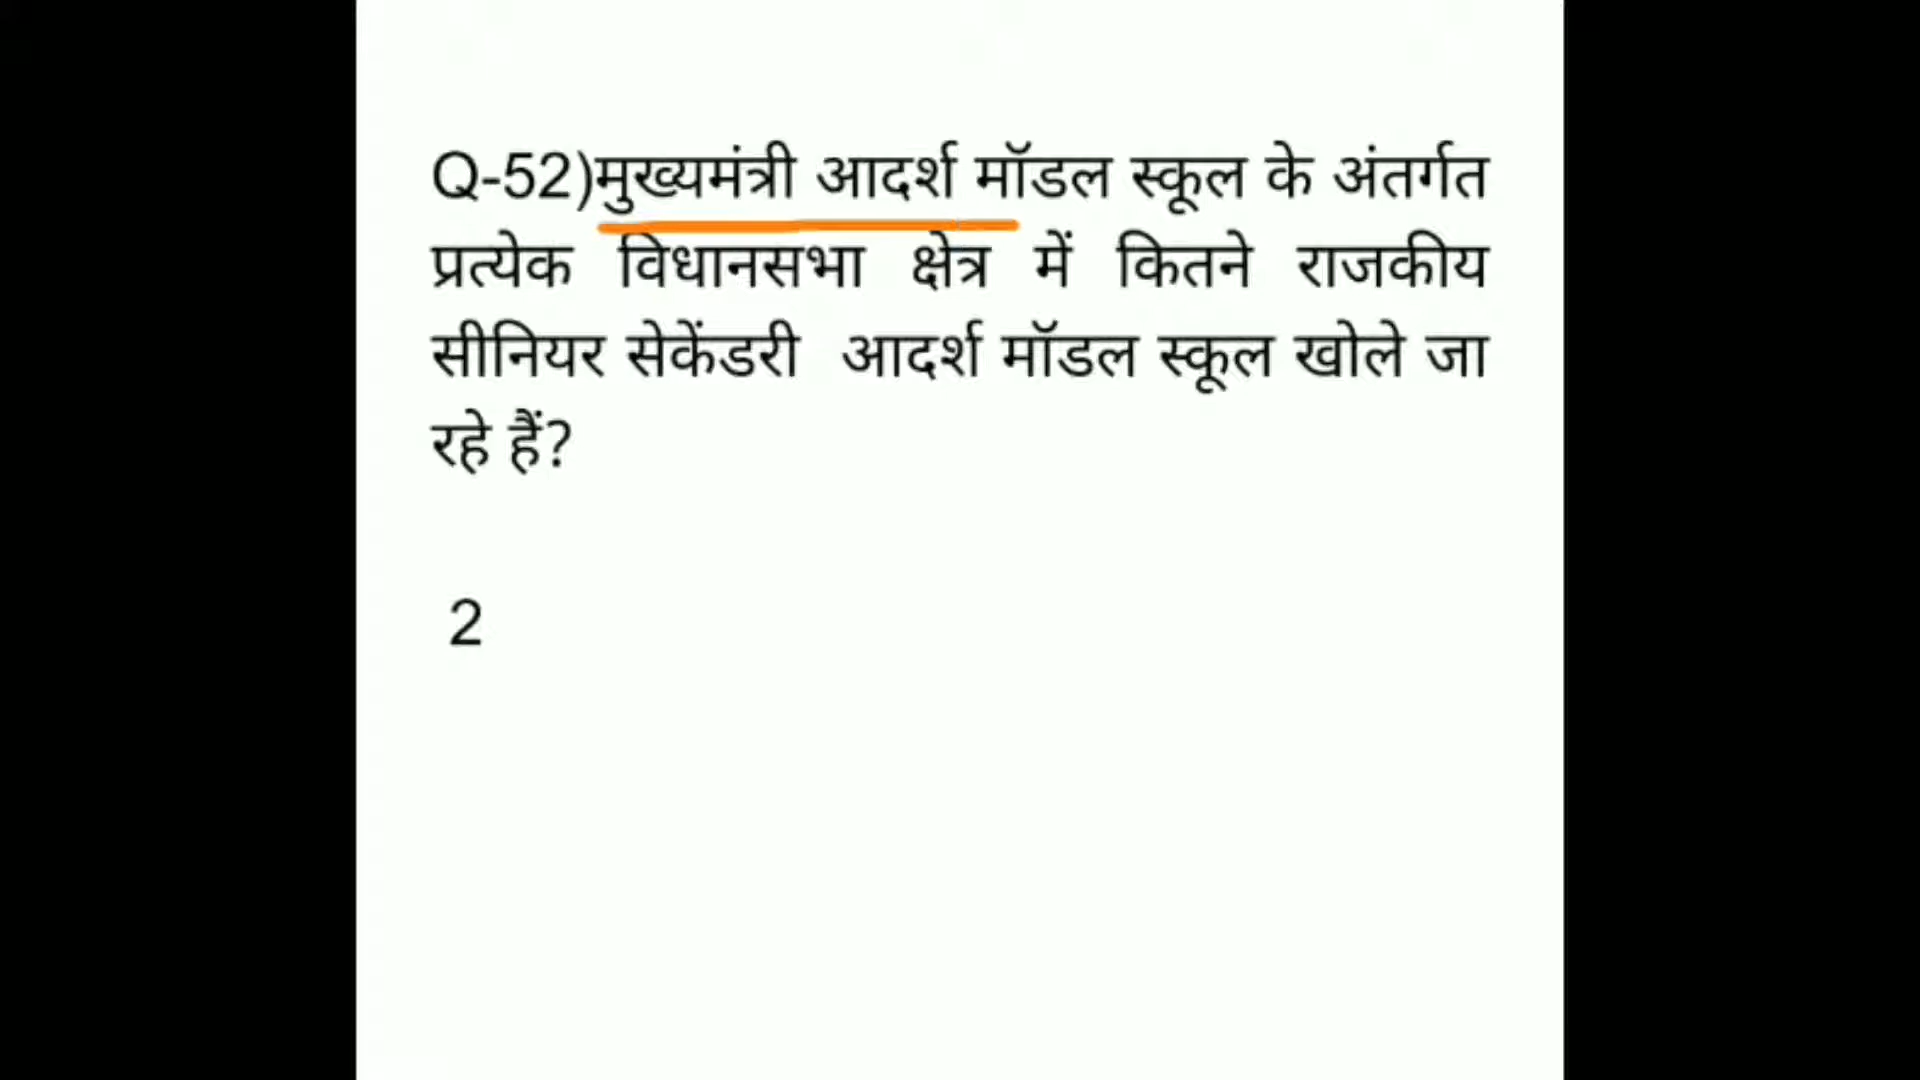 Q-52)मुख्यमंत्री आदर्श मॉडल स्कूल के अंतर्गत
प्रत्येक विधानसभा क्षेत्र में कितने राजकीय
सीनियर सेकेंडरी आदर्श मॉडल स्कूल खोले जा
रहे हैं?
2